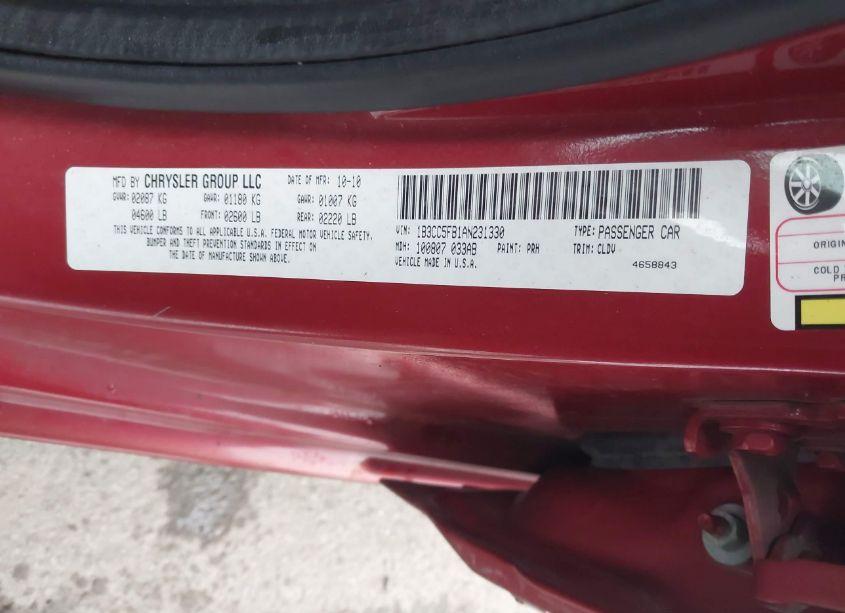 MFD BY CHRYSLER GROUP LLC DATE OF MFR: 10-10
GVWR: 02087 KG GAWR: 01180 KG GAWR: 01007 KG
04600 LB FRONT: 02600 LB REAR: 02220 LB
THIS VEHICLE CONFORMS TO ALL APPLICABLE U.S.A. FEDERAL MOTOR VEHICLE SAFETY,
BUMPER AND THEFT PREVENTION STANDARDS IN EFFECT ON
THE DATE OF MANUFACTURE SHOWN ABOVE.
VIN: 1B3CC5FB1AN231330 TYPE: PASSENGER CAR
MDH: 100807 033AB PAINT: PRH TRIM: CLDV
VEHICLE MADE IN U.S.A. 4658843
ORIGIN
COLD
PR